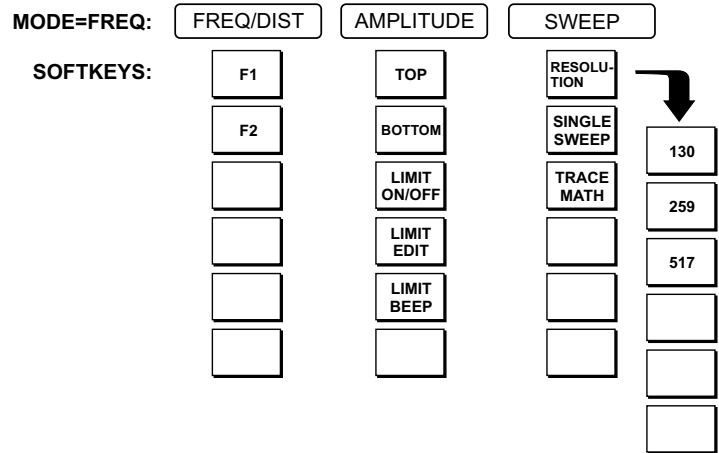 MODE=FREQ: FREQ/DIST AMPLITUDE SWEEP
SOFTKEYS:
F1
F2
TOP
BOTTOM
LIMIT
ON/OFF
LIMIT
EDIT
LIMIT
BEEP
RESOLU-
TION
SINGLE
SWEEP
TRACE
MATH
130
259
517